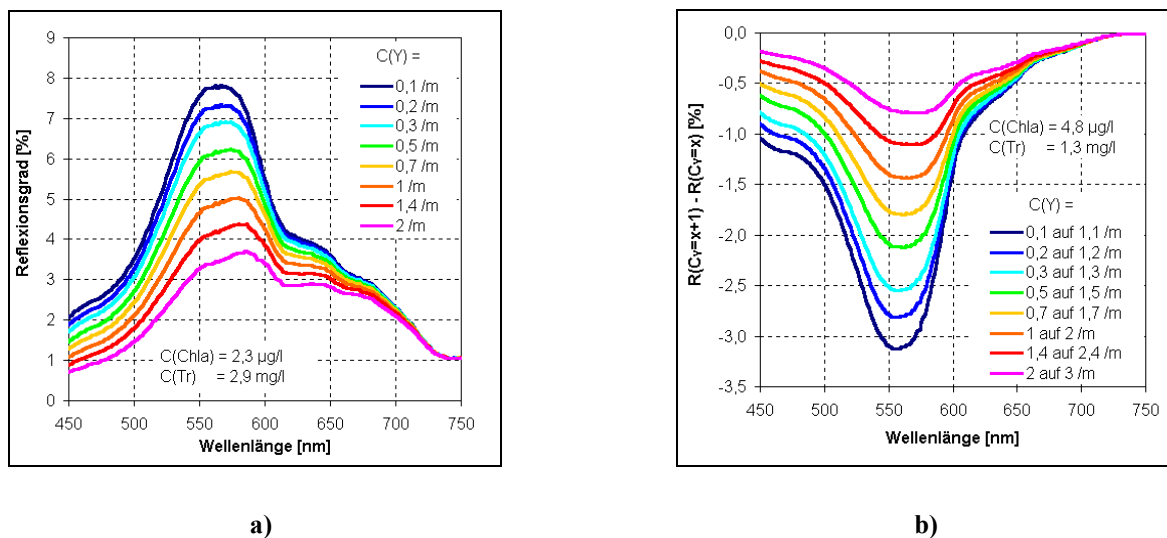 9
8
7
6
5
4
3
2
1
0
Reflexionsgrad [%]
C(Y) =
0,1 /m
0,2 /m
0,3 /m
0,5 /m
0,7 /m
1 /m
1,4 /m
2 /m
C(Chla) = 2,3 µg/l
C(Tr) = 2,9 mg/l
450 500 550 600 650 700 750
Wellenlänge [nm]
a)
0,0
-0,5
-1,0
-1,5
-2,0
-2,5
-3,0
-3,5
R(Cv=x+1) - R(Cv=x) [%]
C(Chla) = 4,8 µg/l
C(Tr) = 1,3 mg/l
C(Y) =
0,1 auf 1,1 /m
0,2 auf 1,2 /m
0,3 auf 1,3 /m
0,5 auf 1,5 /m
0,7 auf 1,7 /m
1 auf 2 /m
1,4 auf 2,4 /m
2 auf 3 /m
450 500 550 600 650 700 750
Wellenlänge [nm]
b)